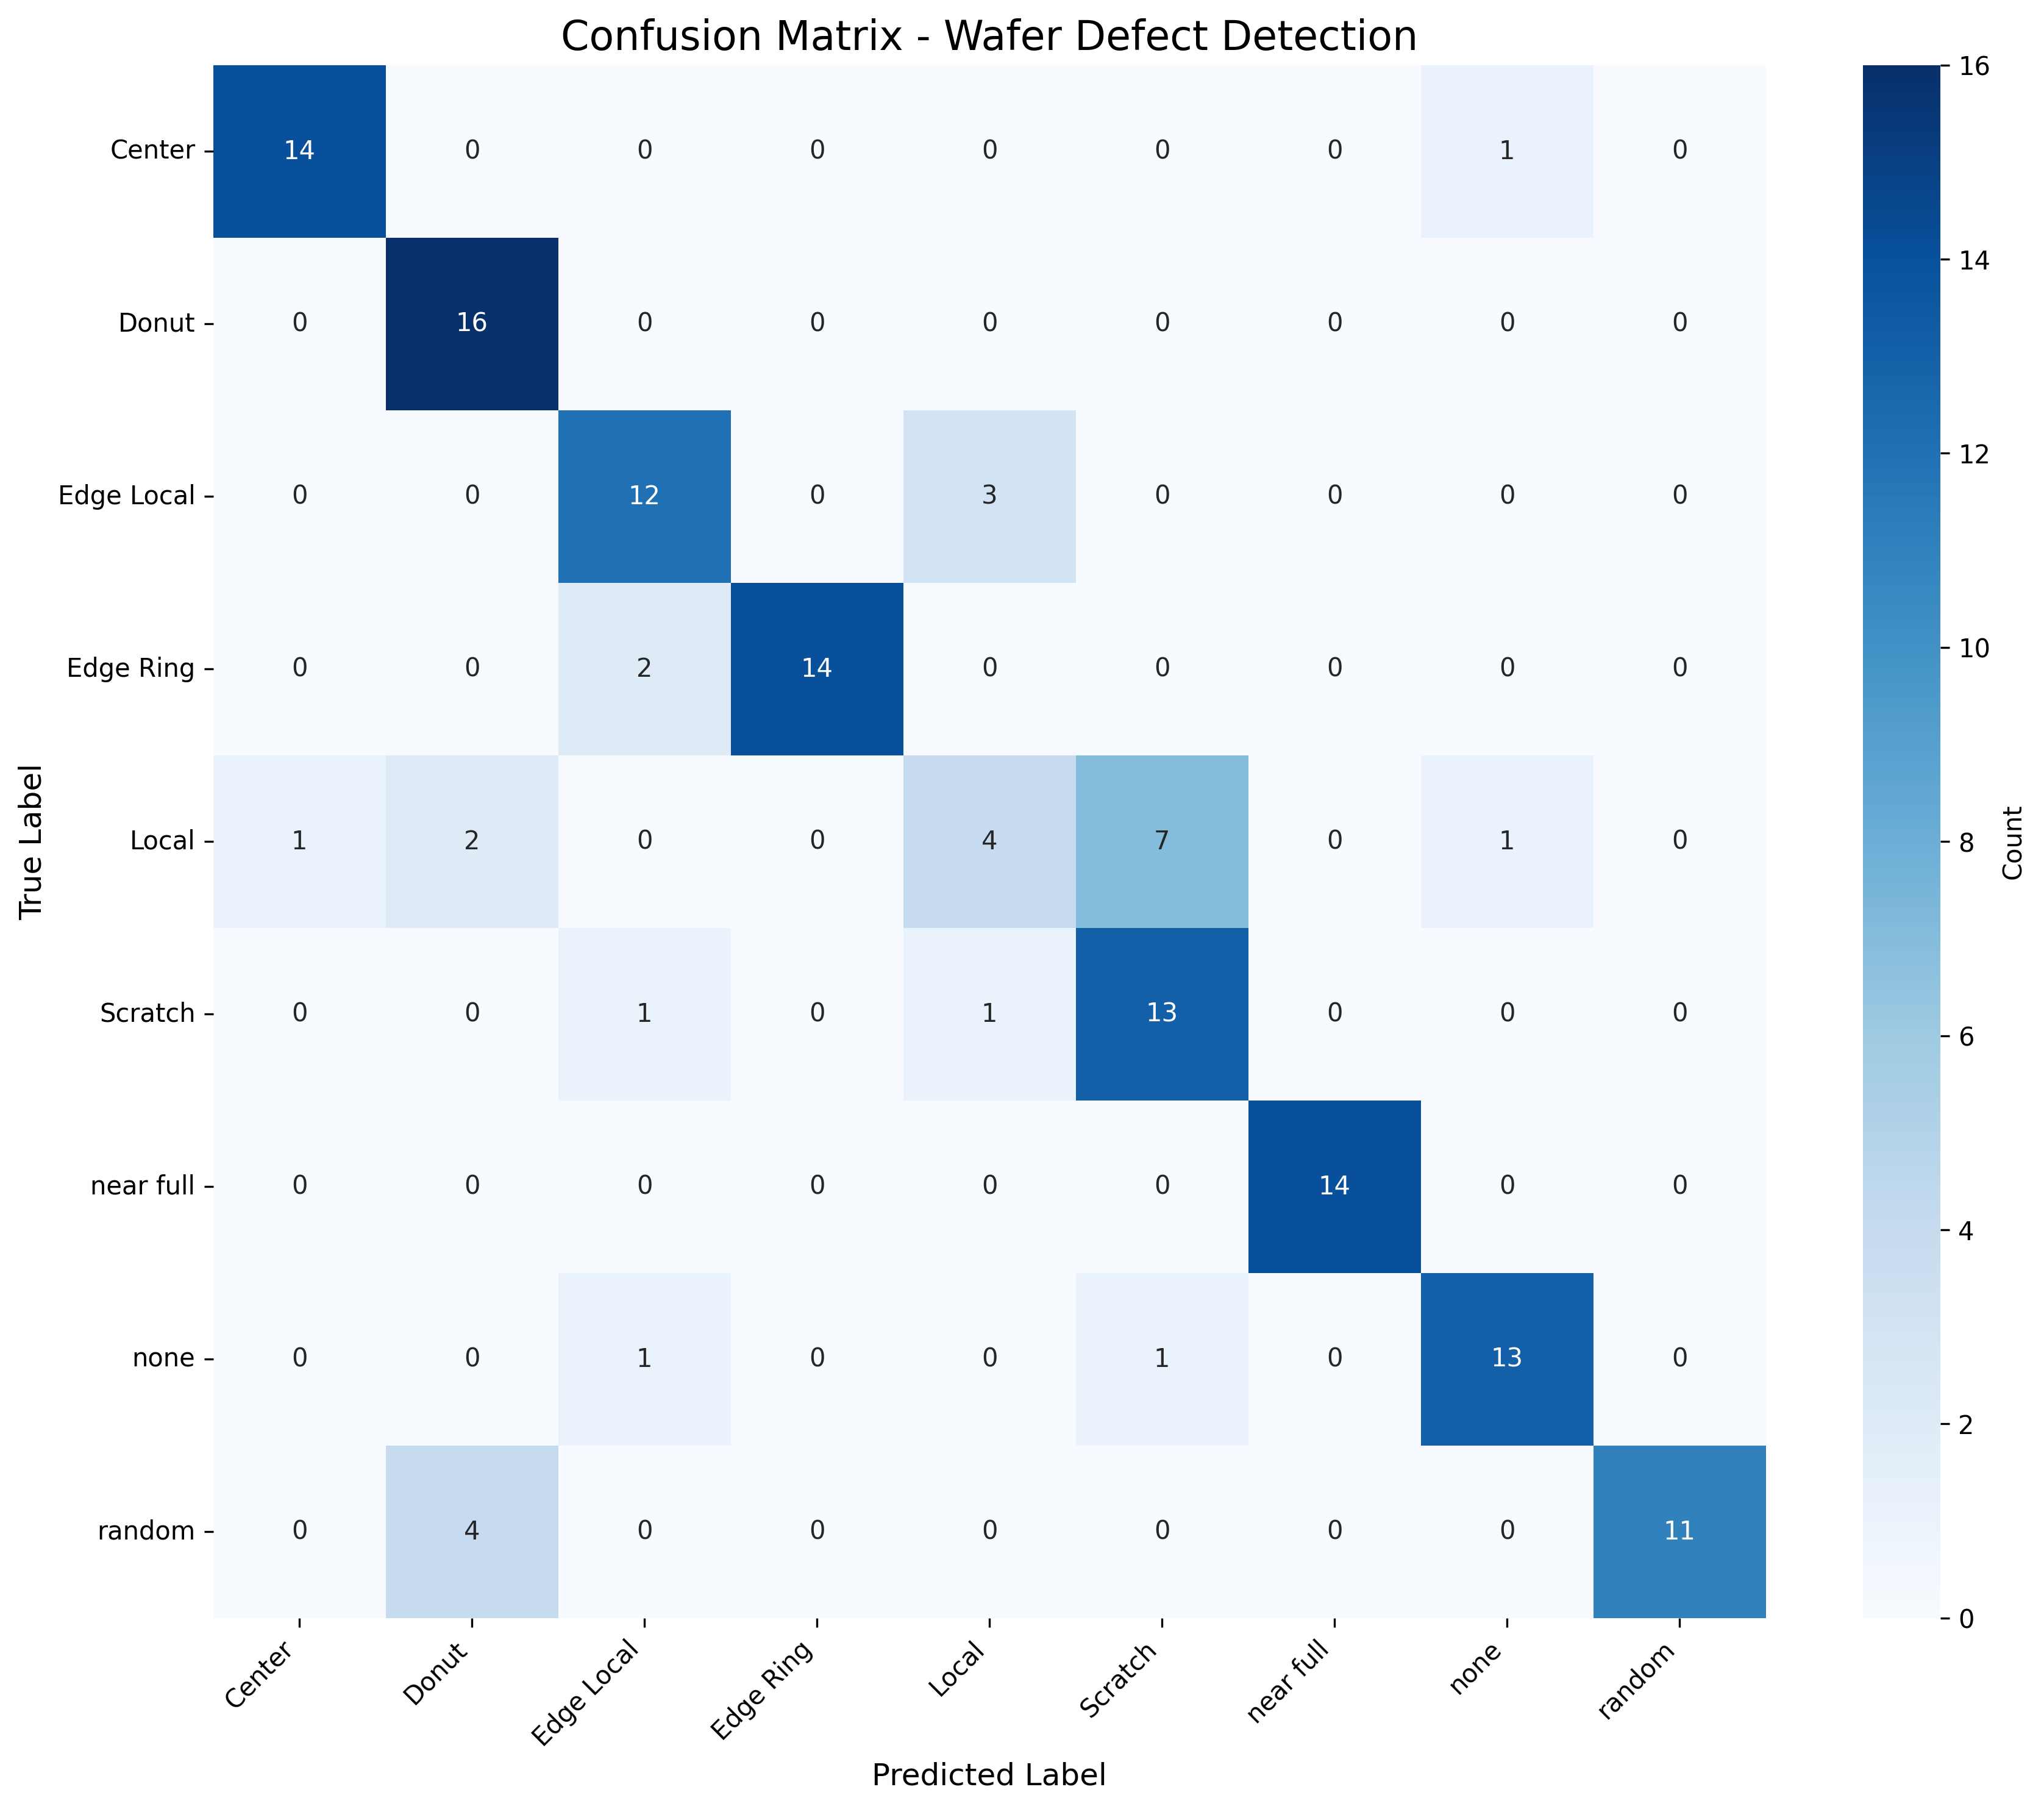 Confusion Matrix - Wafer Defect Detection
Center 14 0 0 0 0 0 0 1 0
Donut 0 16 0 0 0 0 0 0 0
Edge Local 0 0 12 0 3 0 0 0 0
Edge Ring 0 0 2 14 0 0 0 0 0
Local 1 2 0 0 4 7 0 1 0
Scratch 0 0 1 0 1 13 0 0 0
near full 0 0 0 0 0 0 14 0 0
none 0 0 1 0 0 1 0 13 0
random 0 4 0 0 0 0 0 0 11
True Label
Center Donut Edge Local Edge Ring Local Scratch near full none random
Predicted Label
16
14
12
10
8
6
4
2
0
Count